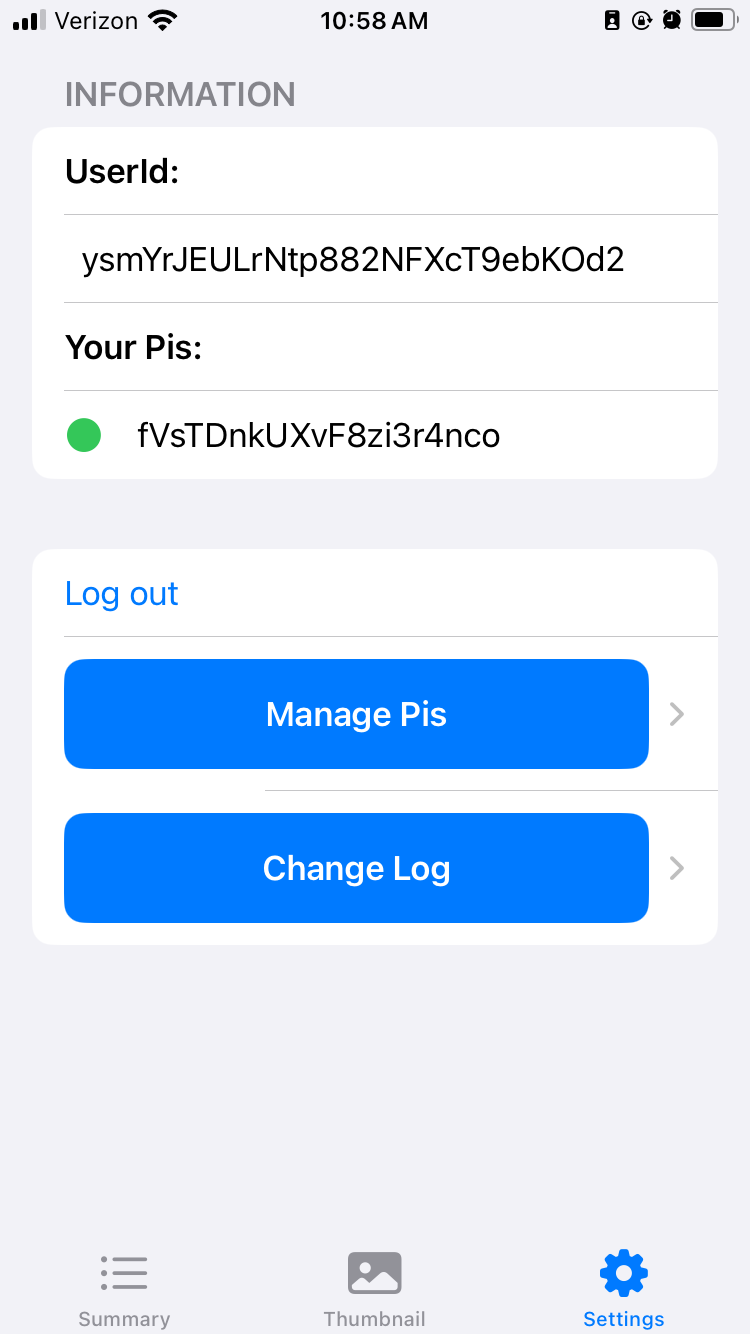 Verizon 10:58 AM
INFORMATION
UserId:
ysmYrJEULrNtp882NFXcT9ebKOd2
Your Pis:
fVsTDnkUXvF8zi3r4nco
Log out
Manage Pis
Change Log
Summary Thumbnail Settings